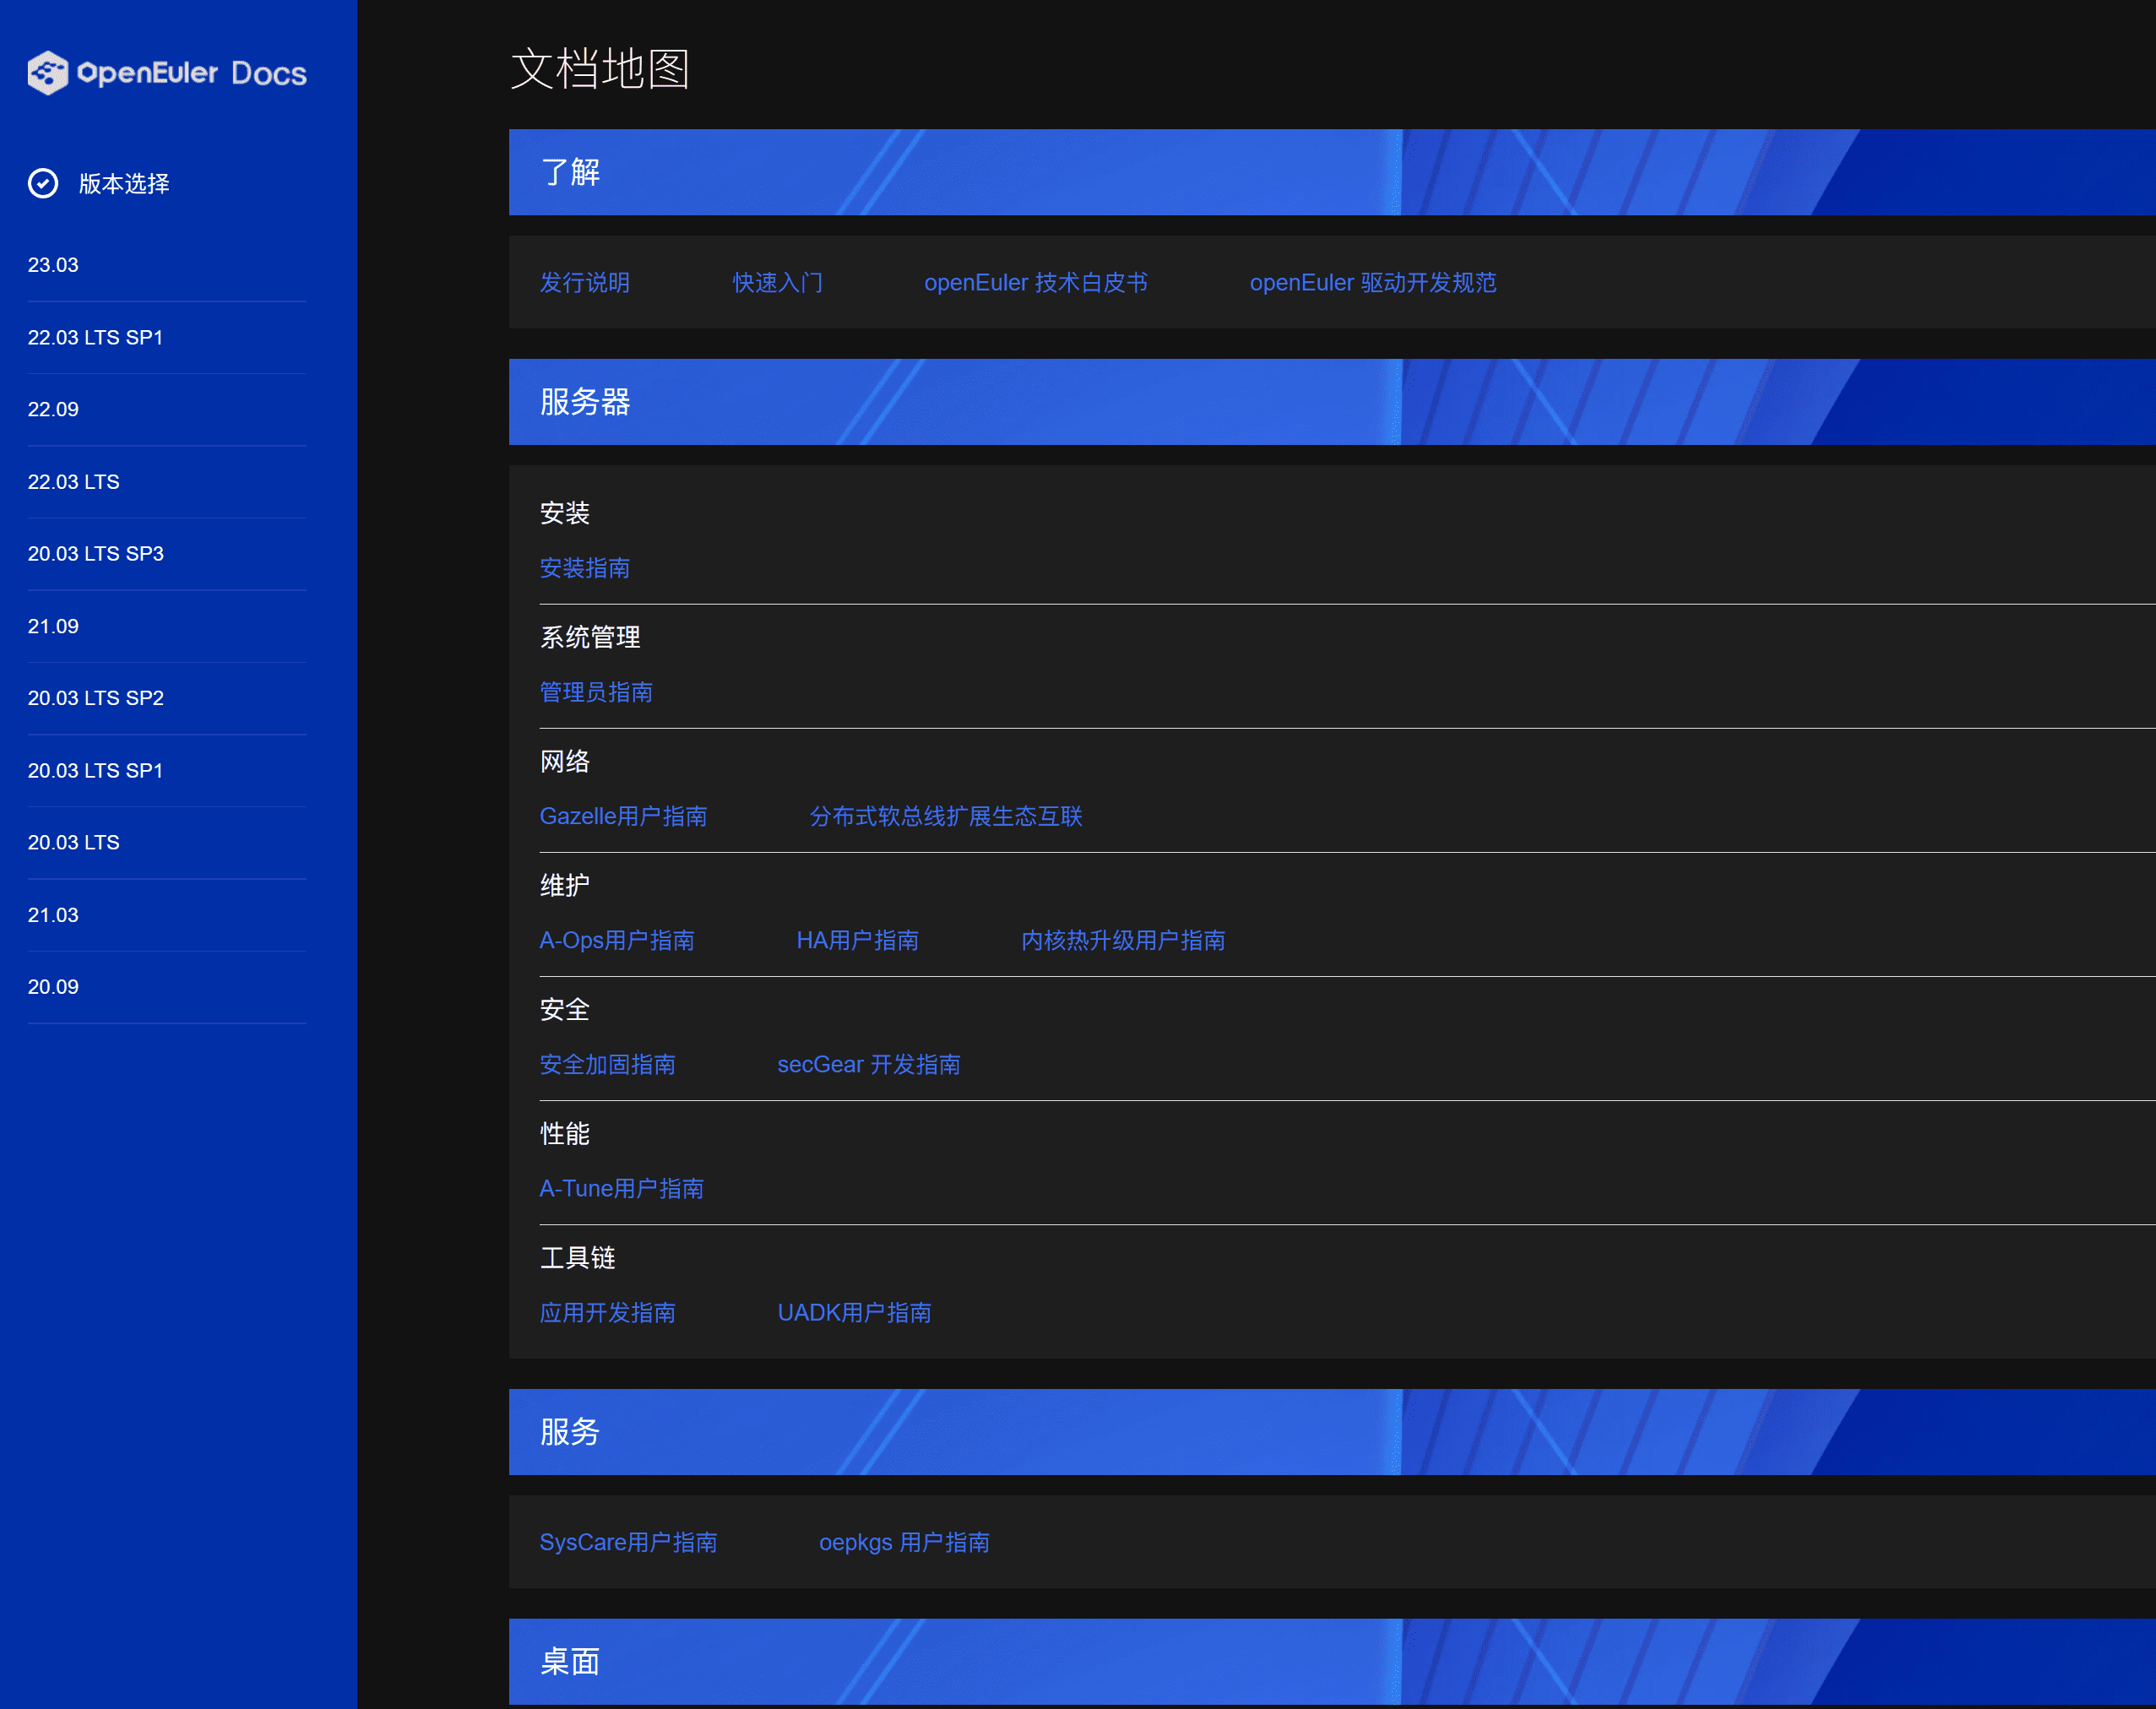 openEuler Docs
版本选择
23.03
22.03 LTS SP1
22.09
22.03 LTS
20.03 LTS SP3
21.09
20.03 LTS SP2
20.03 LTS SP1
20.03 LTS
21.03
20.09
文档地图
了解
发行说明 快速入门 openEuler 技术白皮书 openEuler 驱动开发规范
服务器
安装
安装指南
系统管理
管理员指南
网络
Gazelle用户指南 分布式软总线扩展生态互联
维护
A-Ops用户指南 HA用户指南 内核热升级用户指南
安全
安全加固指南 secGear 开发指南
性能
A-Tune用户指南
工具链
应用开发指南 UADK用户指南
服务
SysCare用户指南 oepkgs 用户指南
桌面